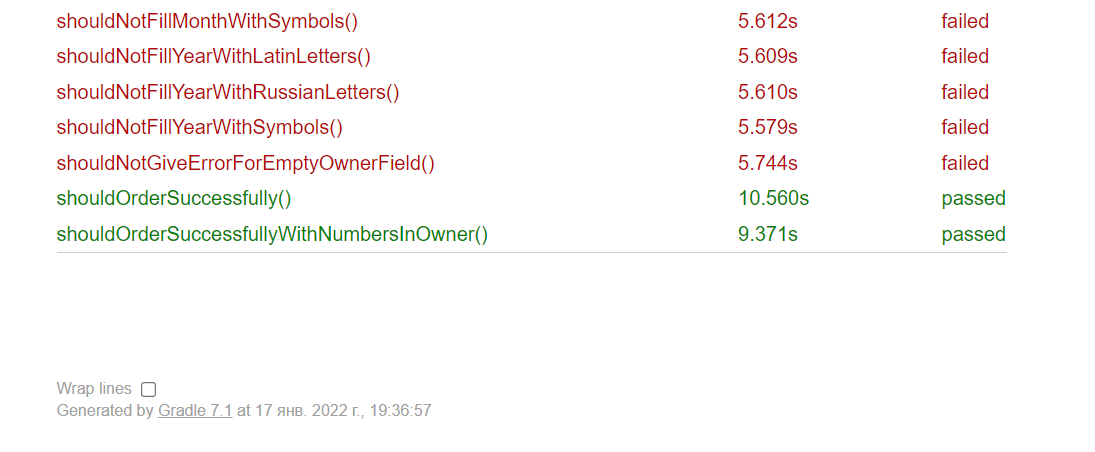 shouldNotFillMonthWithSymbols() 5.612s failed
shouldNotFillYearWithLatinLetters() 5.609s failed
shouldNotFillYearWithRussianLetters() 5.610s failed
shouldNotFillYearWithSymbols() 5.579s failed
shouldNotGiveErrorForEmptyOwnerField() 5.744s failed
shouldOrderSuccessfully() 10.560s passed
shouldOrderSuccessfullyWithNumbersInOwner() 9.371s passed
Wrap lines
Generated by Gradle 7.1 at 17 янв. 2022 г., 19:36:57